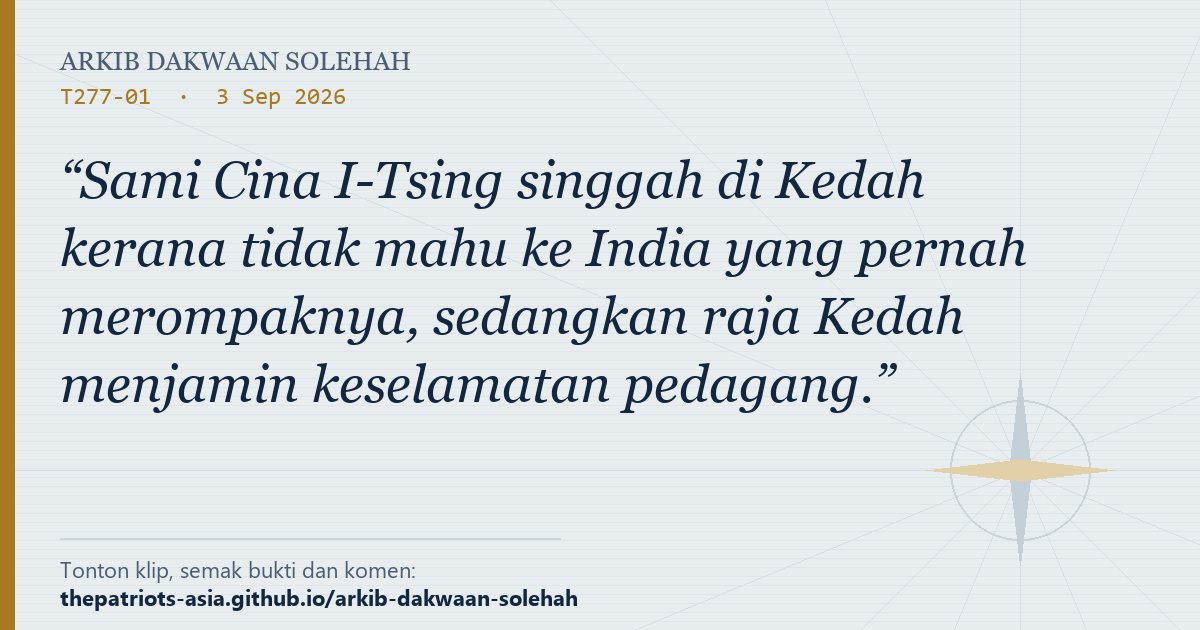 ARKIB DAKWAAN SOLEHAH
T277-01 · 3 Sep 2026
“Sami Cina I-Tsing singgah di Kedah
kerana tidak mahu ke India yang pernah
merompaknya, sedangkan raja Kedah
menjamin keselamatan pedagang.”
Tonton klip, semak bukti dan komen:
thepatriots-asia.github.io/arkib-dakwaan-solehah